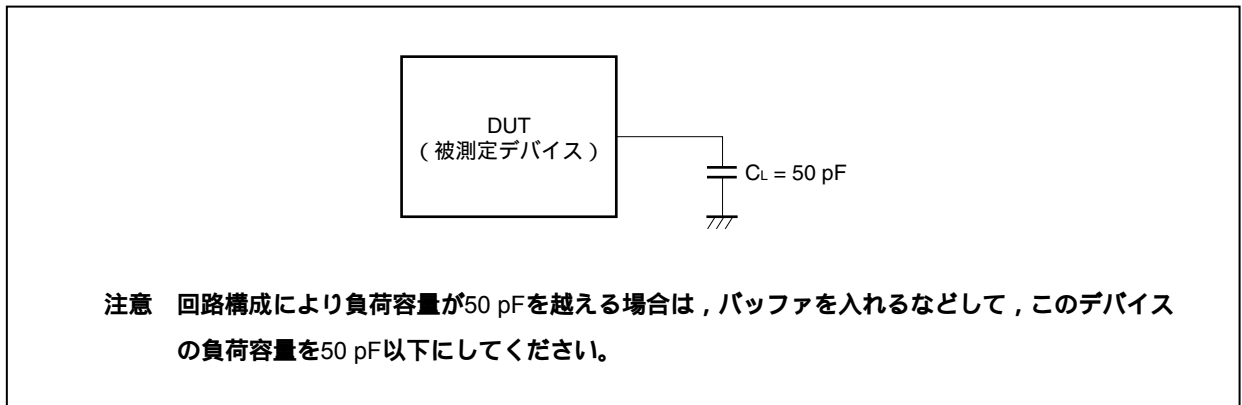 DUT
(被測定デバイス)
CL = 50 pF
注意 回路構成により負荷容量が50 pFを越える場合は，バッファを入れるなどして，このデバイス
の負荷容量を50 pF以下にしてください。